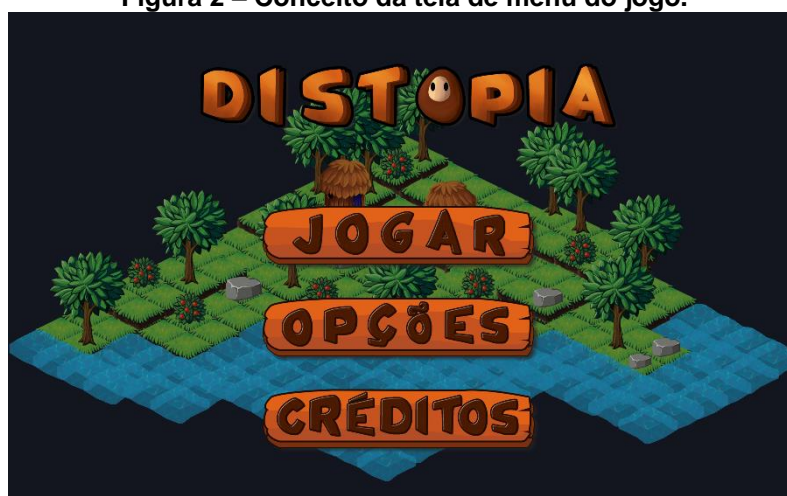 Figura 2 – Conceito da tela de menu do jogo.
DISTOPIA
JOGAR
OPÇÕES
CRÉDITOS